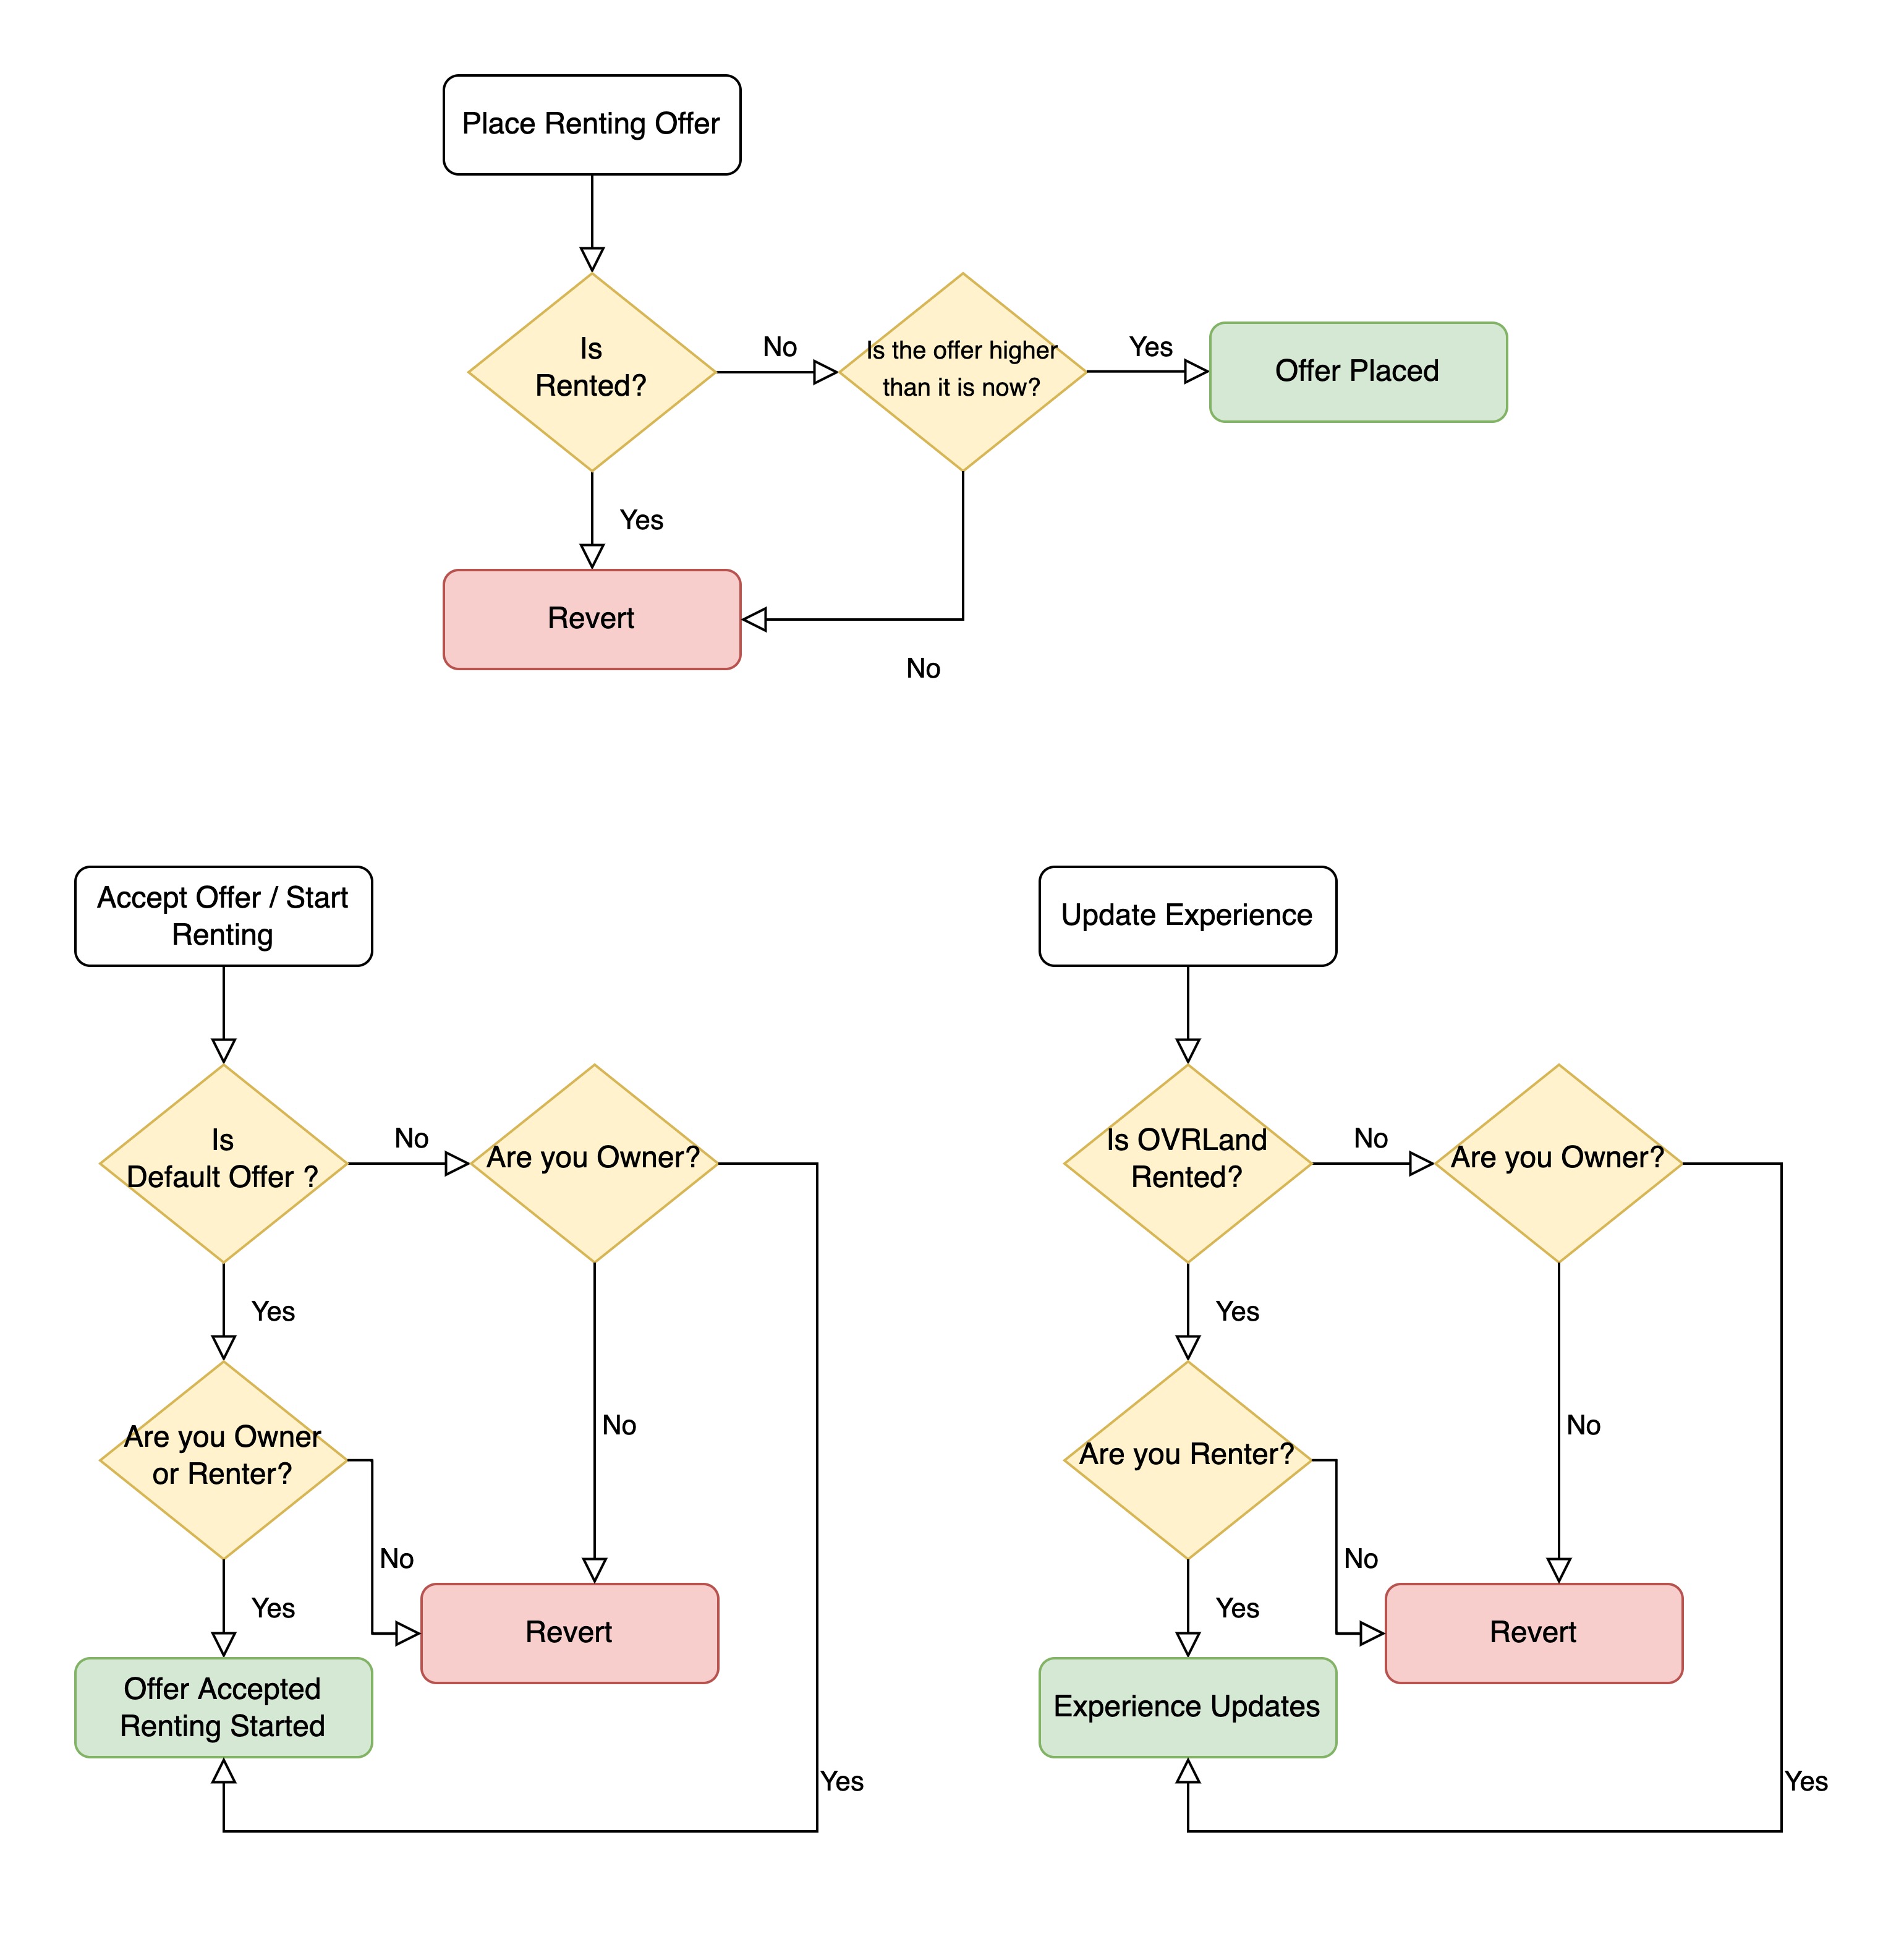 Place Renting Offer
Is
Rented?
No
Is the offer higher
than it is now?
Yes
Offer Placed
Yes
Revert
No
Accept Offer / Start
Renting
Is
Default Offer ?
No
Are you Owner?
Yes
Are you Owner
or Renter?
No
No
Yes
Revert
Offer Accepted
Renting Started
Yes
Update Experience
Is OVRLand
Rented?
No
Are you Owner?
Yes
Are you Renter?
No
No
Yes
Revert
Experience Updates
Yes